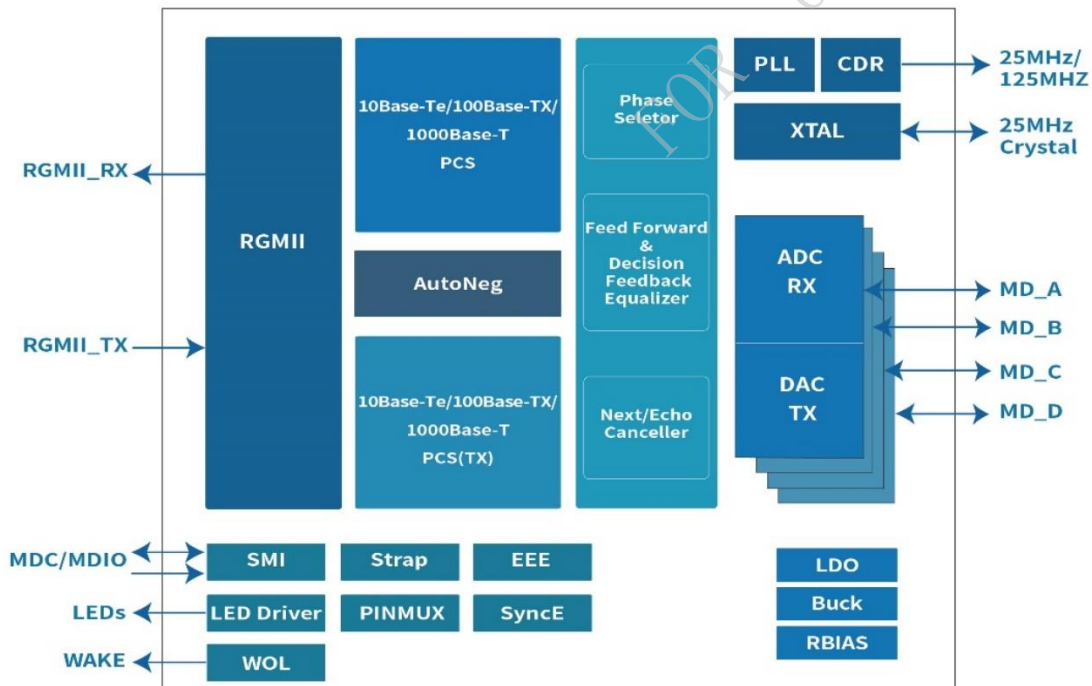 FOR
PLL
CDR
25MHz/
125MHZ
XTAL
25MHz
Crystal
RGMII_RX
RGMII
RGMII_TX
10Base-Te/100Base-TX/
1000Base-T
PCS
AutoNeg
10Base-Te/100Base-TX/
1000Base-T
PCS(TX)
Phase
Seletor
Feed Forward
&
Decision
Feedback
Equalizer
Next/Echo
Canceller
ADC
RX
DAC
TX
MD_A
MD_B
MD_C
MD_D
MDC/MDIO
SMI
Strap
EEE
LEDs
LED Driver
PINMUX
SyncE
WAKE
WOL
LDO
Buck
RBIAS